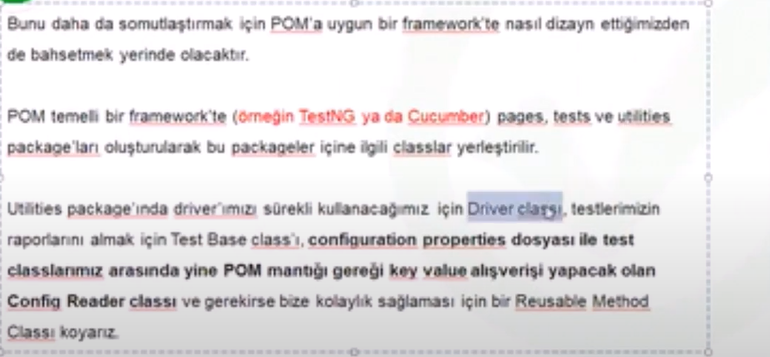 Bunu daha da somutlaştırmak için POM'a uygun bir framework'te nasıl dizayn ettiğimizden
de bahsetmek yerinde olacaktır.
POM temelli bir framework'te (örneğin TestNG ya da Cucumber) pages, tests ve utilities
package'ları oluşturularak bu packageler içine ilgili classlar yerleştirilir.
Utilities package'ında driver'ımızı sürekli kullanacağımız için Driver classı, testlerimizin
raporlarını almak için Test Base class'ı, configuration properties dosyası ile test
classlarımız arasında yine POM mantığı gereği key value alışverişi yapacak olan
Config Reader classı ve gerekirse bize kolaylık sağlaması için bir Reusable Method
Classı koyarız.